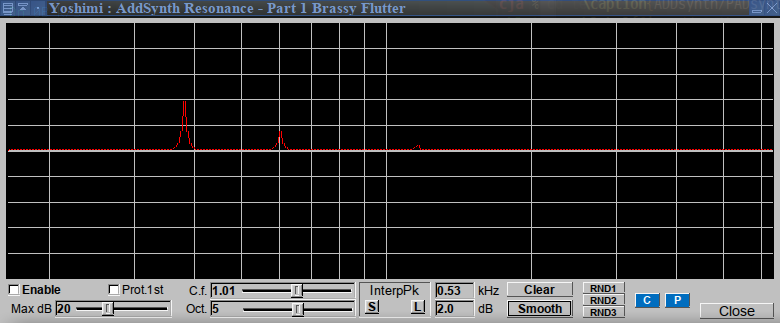 Yoshimi : AddSynth Resonance - Part 1 Brassy Flutter
Enable Prot.1st C.f. 1.01 InterpPk 0.53 kHz Clear RND1
Max dB 20 Oct. 5 S L 2.0 dB Smooth RND2 C P Close
RND3